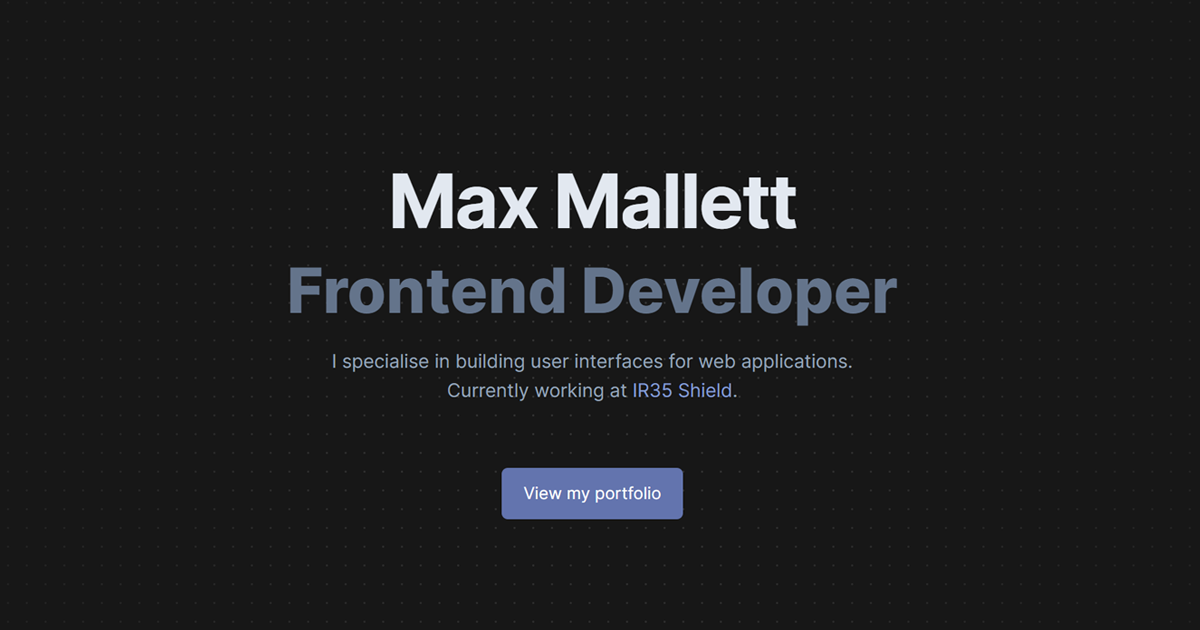 Max Mallett
Frontend Developer
I specialise in building user interfaces for web applications.
Currently working at IR35 Shield.
View my portfolio